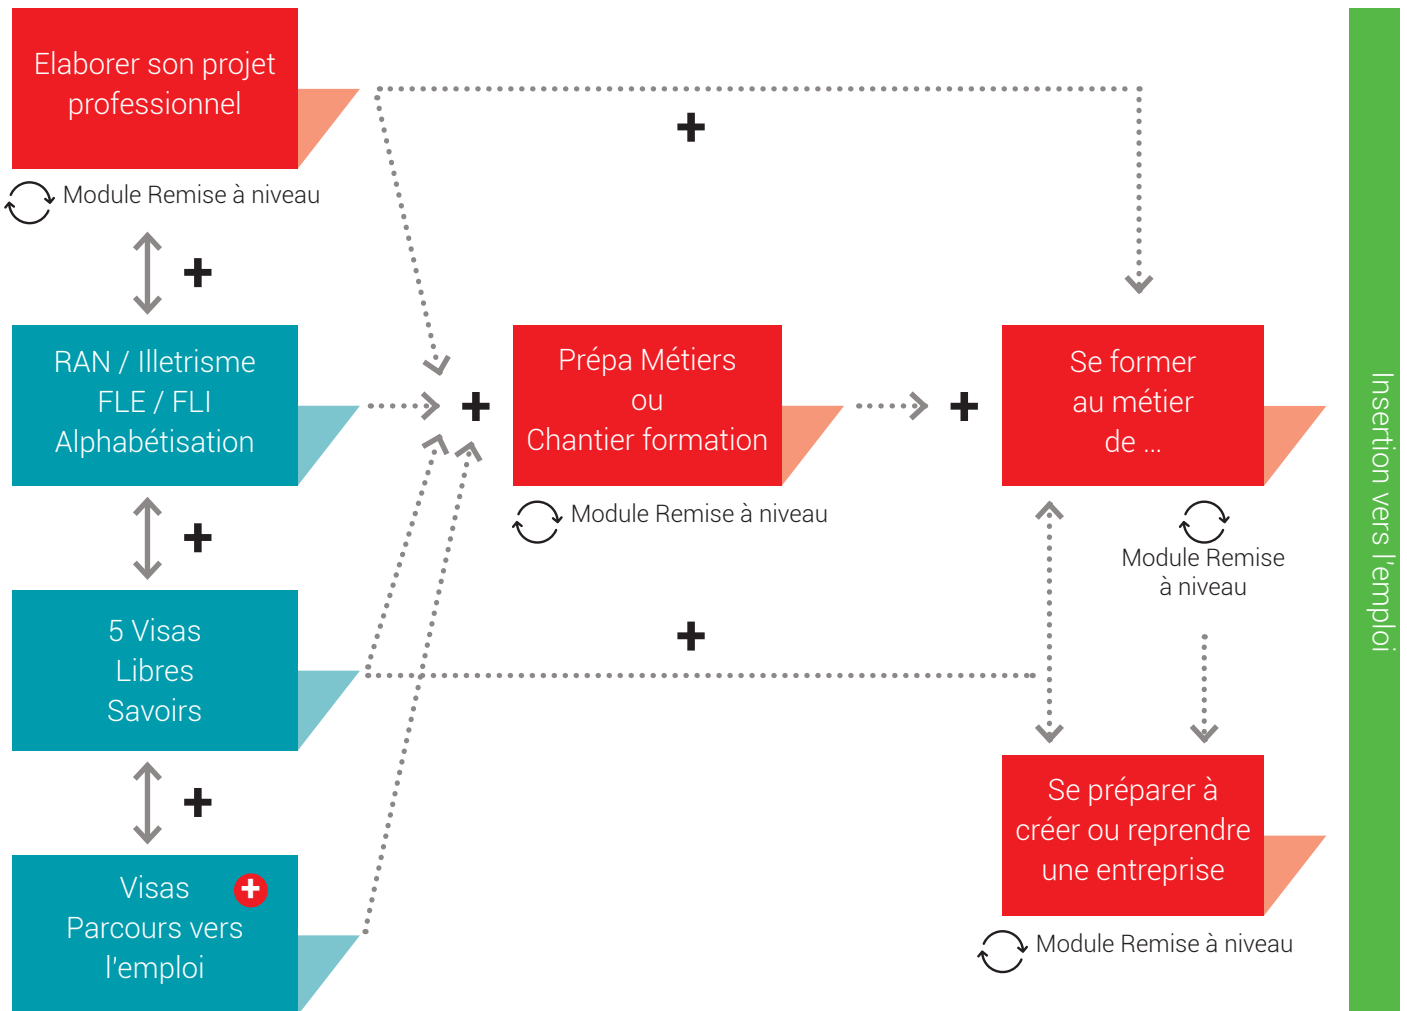 Elaborer son projet
professionnel
Module Remise à niveau
+
+
RAN / Illetrisme
FLE / FLI
Alphabétisation
+
Prépa Métiers
ou
Chantier formation
Module Remise à niveau
+
Se former
au métier
de ...
Module Remise
à niveau
+
5 Visas
Libres
Savoirs
+
+
Visas +
Parcours vers
l'emploi
Se préparer à
créer ou reprendre
une entreprise
Module Remise à niveau
Insertion vers l'emploi